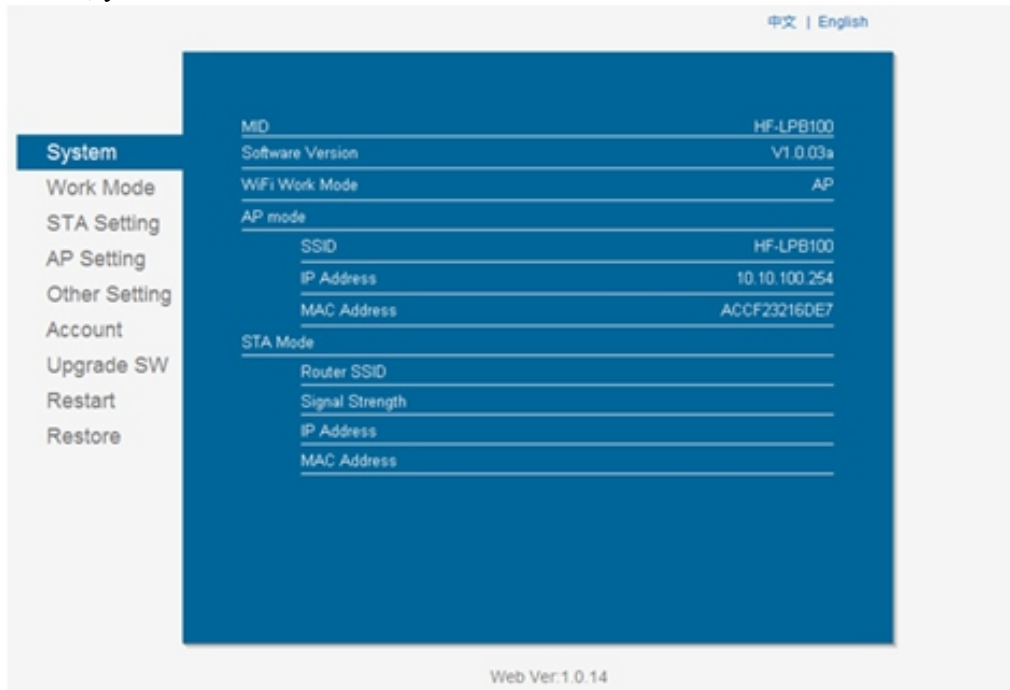 中文 | English
System
Work Mode
STA Setting
AP Setting
Other Setting
Account
Upgrade SW
Restart
Restore
MID HF-LPB100
Software Version V1.0.03a
WiFi Work Mode AP
AP mode
SSID HF-LPB100
IP Address 10.10.100.254
MAC Address ACCF23216DE7
STA Mode
Router SSID
Signal Strength
IP Address
MAC Address
Web Ver:1.0.14